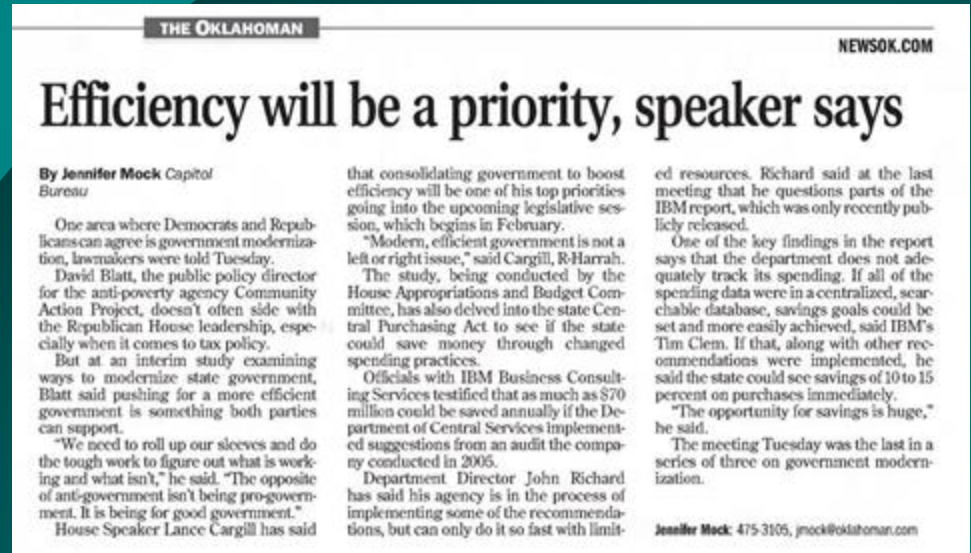 THE OKLAHOMAN
NEWSOK.COM
Efficiency will be a priority, speaker says
By Jennifer Mock Capitol
Bureau
One area where Democrats and Repub-
licans can agree is government moderniza-
tion, lawmakers were told Tuesday.
David Blatt, the public policy director
for the anti-poverty agency Community
Action Project, doesn't often side with
the Republican House leadership, espe-
cially when it comes to tax policy.
But at an interim study examining
ways to modernize state government,
Blatt said pushing for a more efficient
government is something both parties
can support.
"We need to roll up our sleeves and do
the tough work to figure out what is work-
ing and what isn't," he said. "The opposite
of anti-government isn't being pro-govern-
ment. It is being for good government."
House Speaker Lance Cargill has said
that consolidating government to boost
efficiency will be one of his top priorities
going into the upcoming legislative ses-
sion, which begins in February.
"Modern, efficient government is not a
left or right issue," said Cargill, R-Harrah.
The study, being conducted by the
House Appropriations and Budget Com-
mittee, has also delved into the state Cen-
tral Purchasing Act to see if the state
could save money through changed
spending practices.
Officials with IBM Business Consult-
ing Services testified that as much as $70
million could be saved annually if the De-
partment of Central Services implement-
ed suggestions from an audit the compa-
ny conducted in 2005.
Department Director John Richard
has said his agency is in the process of
implementing some of the recommenda-
tions, but can only do it so fast with limit-
ed resources. Richard said at the last
meeting that he questions parts of the
IBM report, which was only recently pub-
licly released.
One of the key findings in the report
says that the department does not ade-
quately track its spending. If all of the
spending data were in a centralized, sear-
chable database, savings goals could be
set and more easily achieved, said IBM's
Tim Clem. If that, along with other rec-
ommendations were implemented, he
said the state could see savings of 10 to 15
percent on purchases immediately.
"The opportunity for savings is huge,"
he said.
The meeting Tuesday was the last in a
series of three on government modern-
ization.
Jennifer Mock: 475-3105, jmock@oklahoman.com